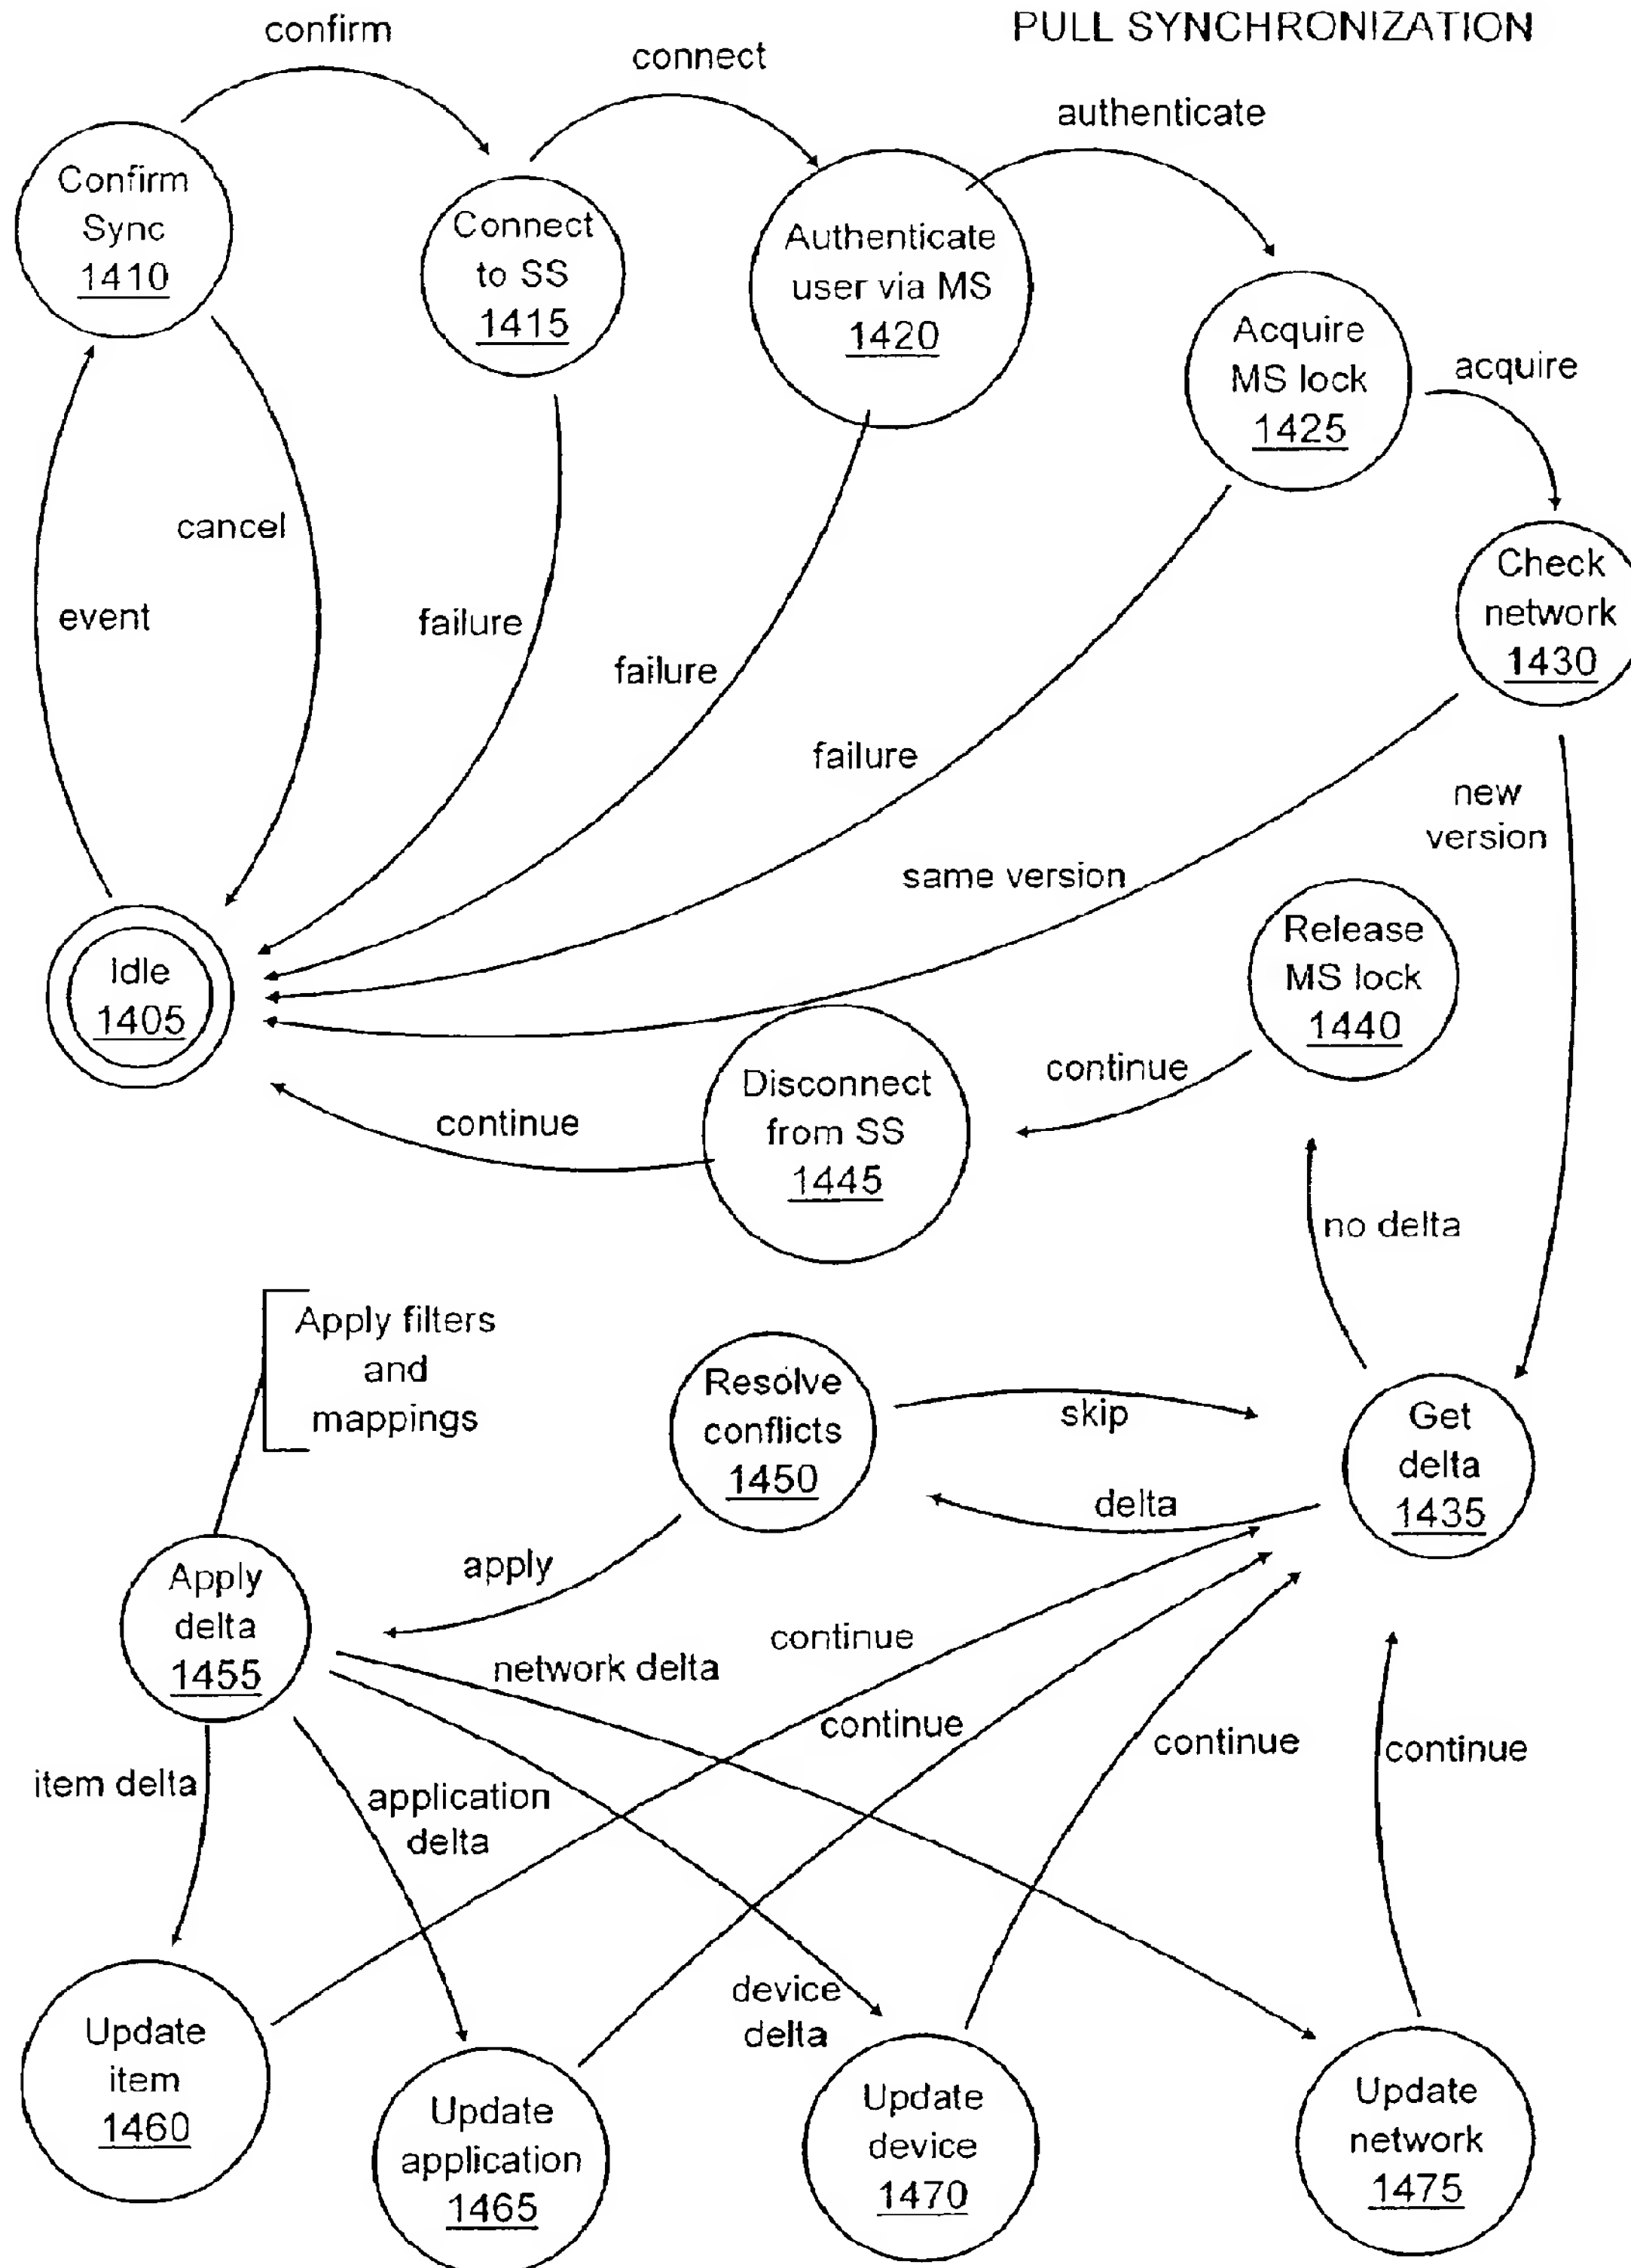 PULL SYNCHRONIZATION
confirm
connect
authenticate
Confirm
Sync
1410
Connect
to SS
1415
Authenticate
user via MS
1420
Acquire
MS lock
1425
acquire
Check
network
1430
cancel
event
failure
failure
failure
same version
new
version
Idle
1405
Release
MS lock
1440
continue
Disconnect
from SS
1445
continue
no delta
Apply filters
and
mappings
Resolve
conflicts
1450
skip
Get
delta
1435
delta
apply
Apply
delta
1455
network delta
continue
continue
continue
continue
item delta
application
delta
device
delta
Update
item
1460
Update
application
1465
Update
device
1470
Update
network
1475